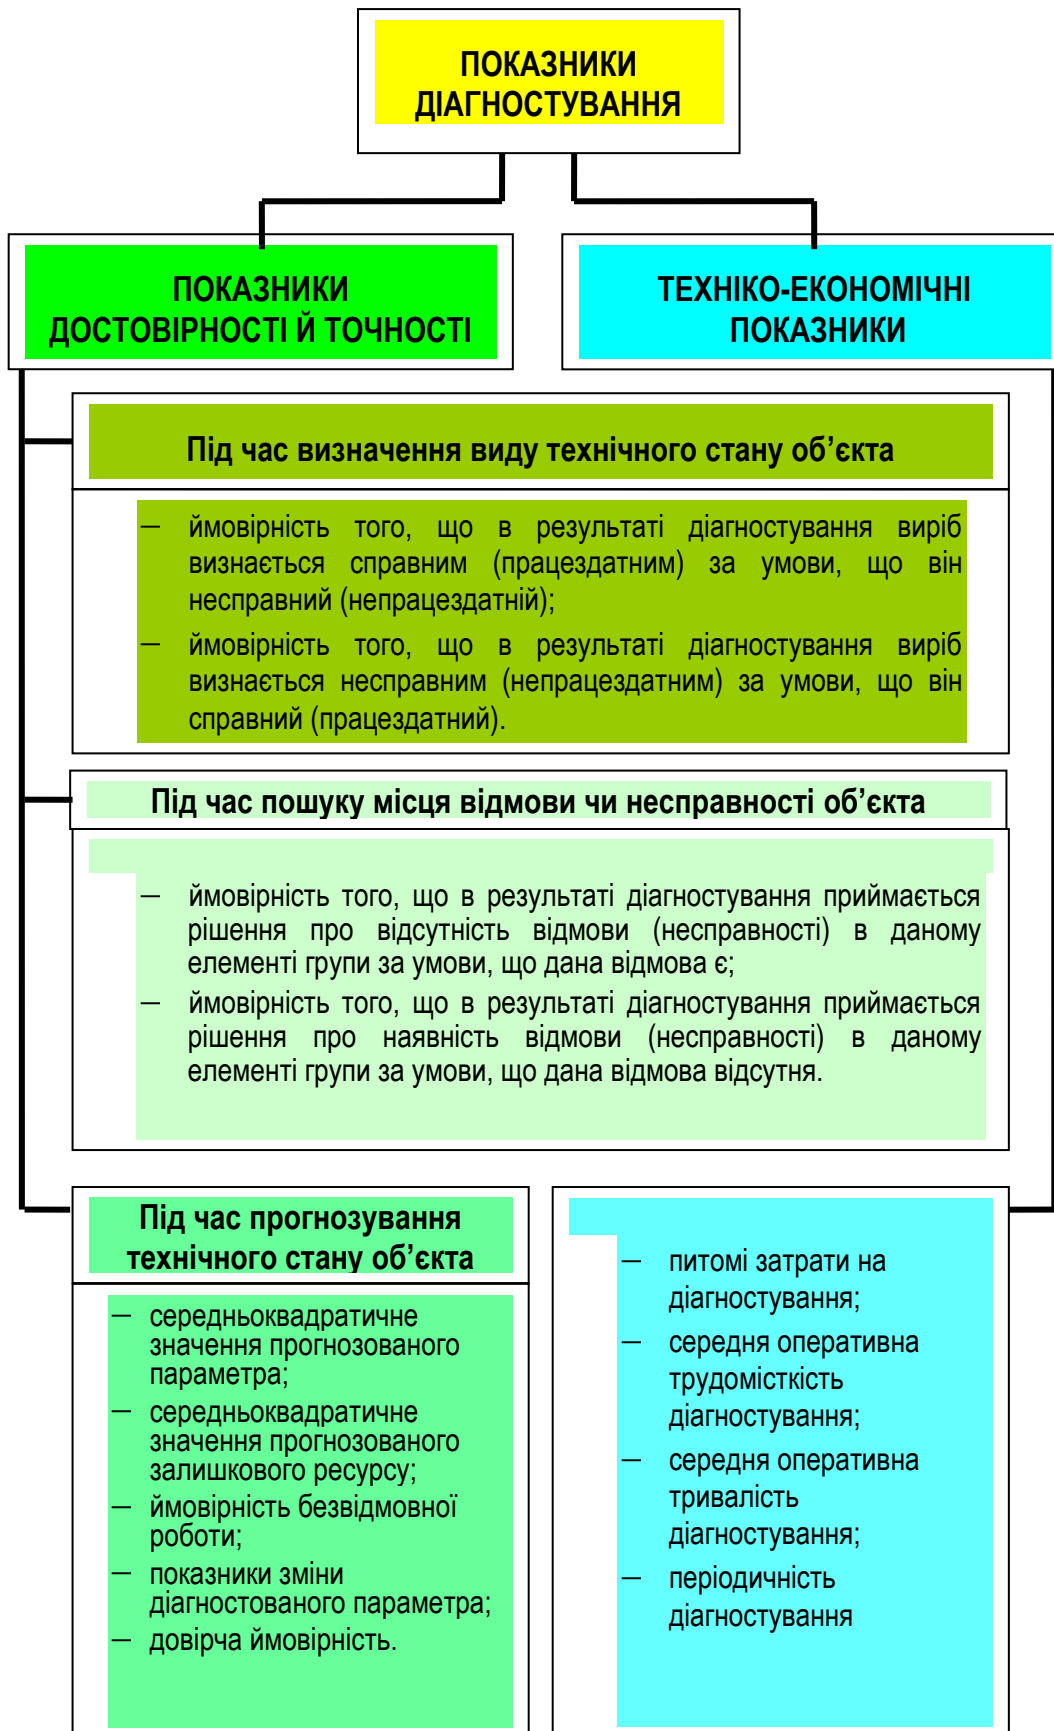 ПОКАЗНИКИ
ДІАГНОСТУВАННЯ
ПОКАЗНИКИ
ДОСТОВІРНОСТІ Й ТОЧНОСТІ
ТЕХНІКО-ЕКОНОМІЧНІ
ПОКАЗНИКИ
Під час визначення виду технічного стану об’єкта
— ймовірність того, що в результаті діагностування виріб
визнається справним (працездатним) за умови, що він
несправний (непрацездатній);
— ймовірність того, що в результаті діагностування виріб
визнається несправним (непрацездатним) за умови, що він
справний (працездатний).
Під час пошуку місця відмови чи несправності об’єкта
— ймовірність того, що в результаті діагностування приймається
рішення про відсутність відмови (несправності) в даному
елементі групи за умови, що дана відмова є;
— ймовірність того, що в результаті діагностування приймається
рішення про наявність відмови (несправності) в даному
елементі групи за умови, що дана відмова відсутня.
Під час прогнозування
технічного стану об’єкта
— середньоквадратичне
значення прогнозованого
параметра;
— середньоквадратичне
значення прогнозованого
залишкового ресурсу;
— ймовірність безвідмовної
роботи;
— показники зміни
діагностованого параметра;
— довірча ймовірність.
— питомі затрати на
діагностування;
— середня оперативна
трудомісткість
діагностування;
— середня оперативна
тривалість
діагностування;
— періодичність
діагностування